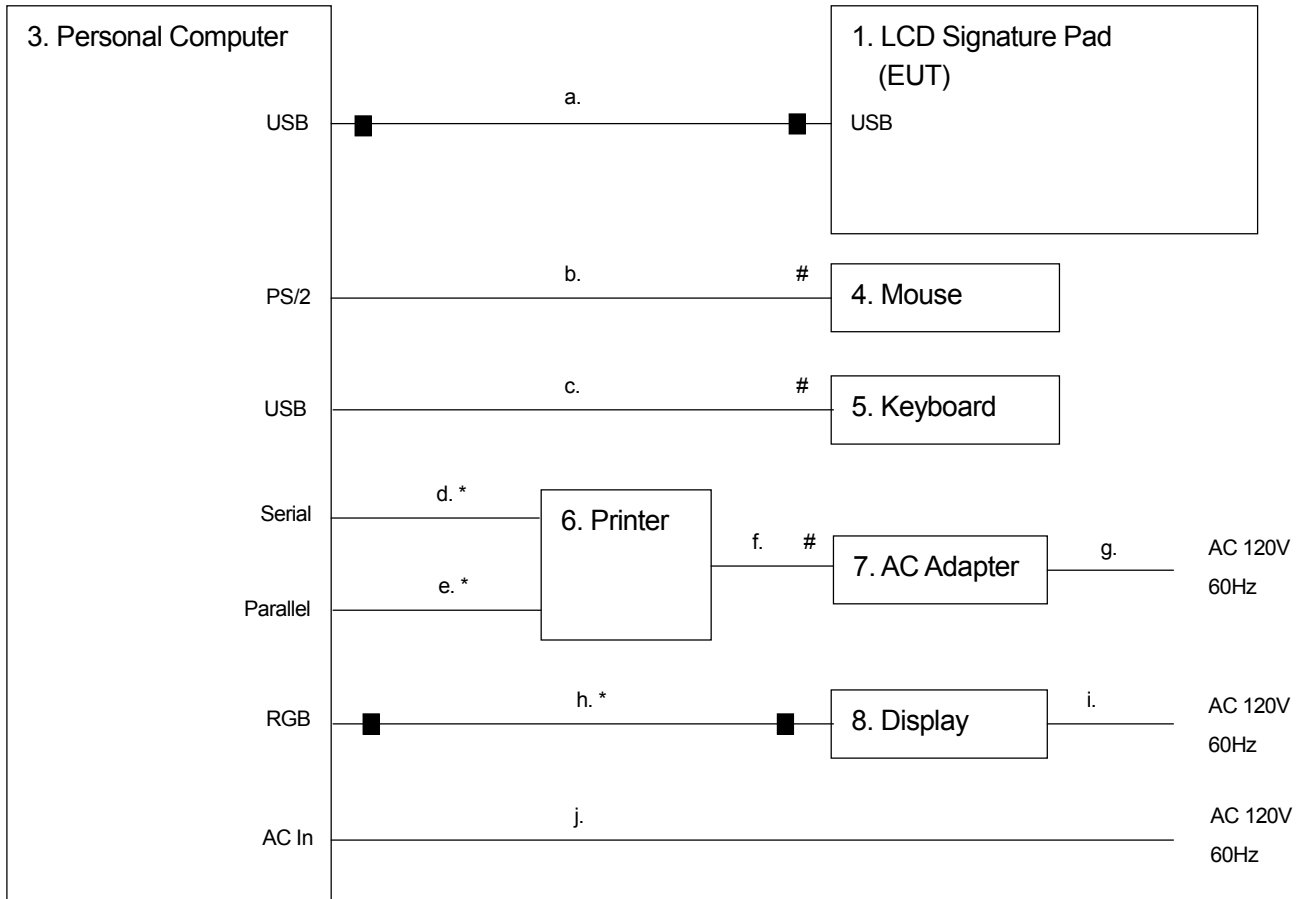 3. Personal Computer
1. LCD Signature Pad
(EUT)
a.
USB
USB
b.
#
PS/2
4. Mouse
c.
#
USB
5. Keyboard
d. *
Serial
6. Printer
f.
#
7. AC Adapter
g.
AC 120V
60Hz
e. *
Parallel
h. *
RGB
8. Display
i.
AC 120V
60Hz
j.
AC In
AC 120V
60Hz